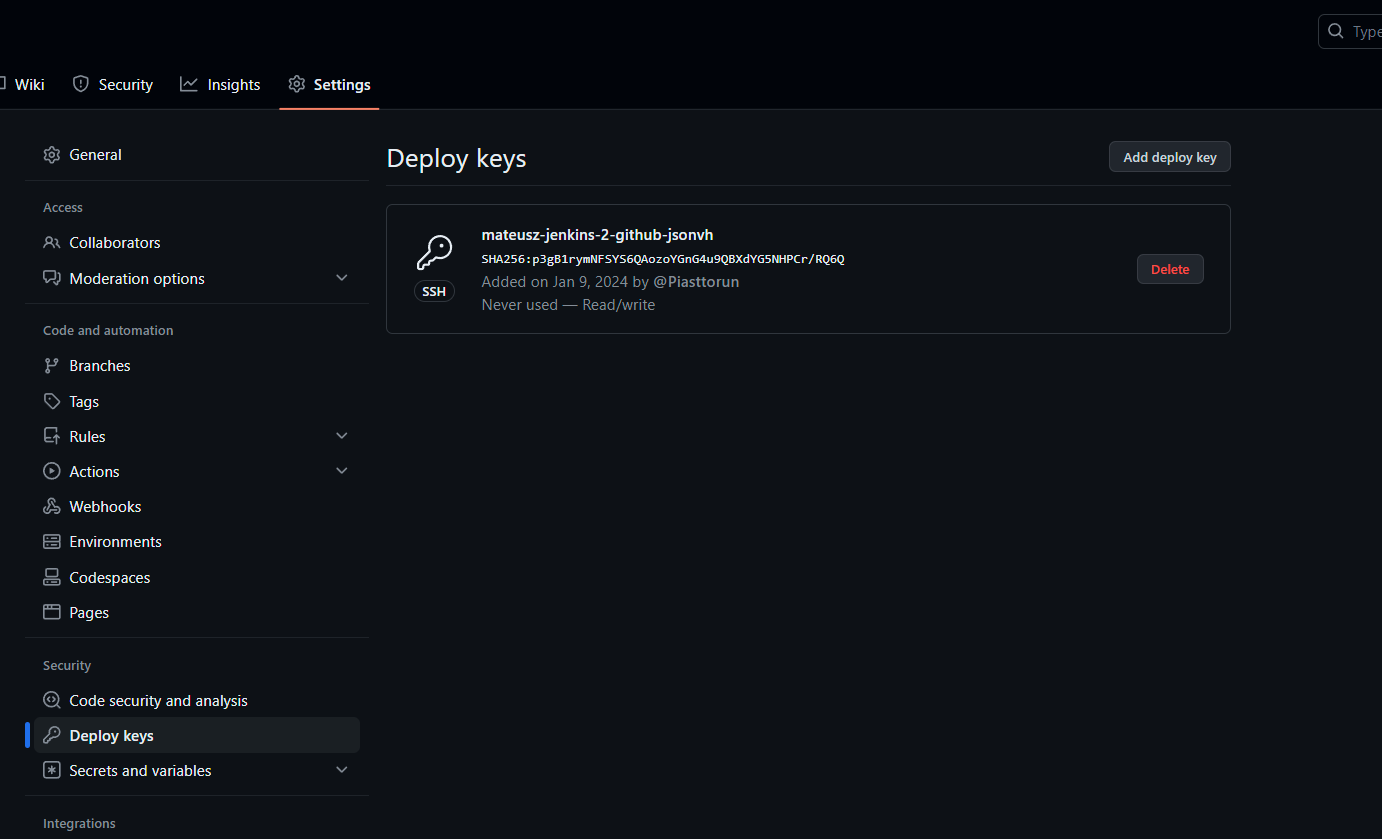 Type
Wiki
Security
Insights
Settings
General
Access
Collaborators
Moderation options
Code and automation
Branches
Tags
Rules
Actions
Webhooks
Environments
Codespaces
Pages
Security
Code security and analysis
Deploy keys
Secrets and variables
Integrations
Deploy keys
Add deploy key
SSH
mateusz-jenkins-2-github-jsonvh
SHA256:p3gB1rymNFSYS6QAozoYGnG4u9QBXdYG5NHPCr/RQ6Q
Added on Jan 9, 2024 by @Piasttorun
Never used — Read/write
Delete